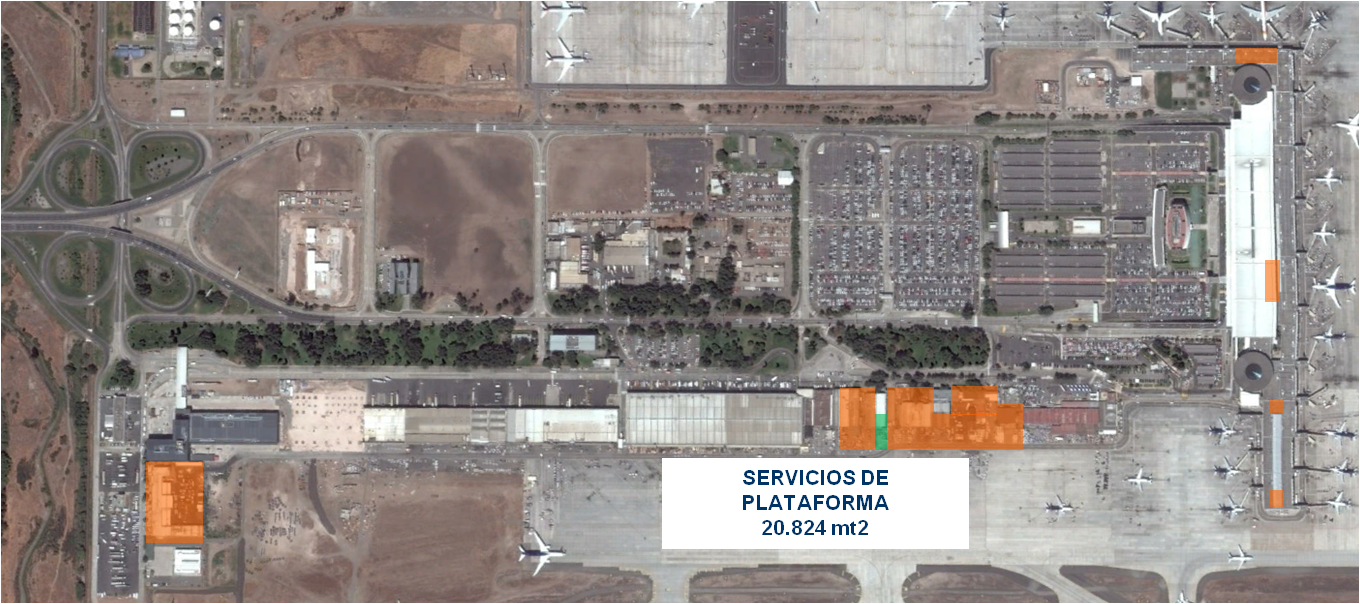 SERVICIOS DE
PLATAFORMA
20.824 mt2